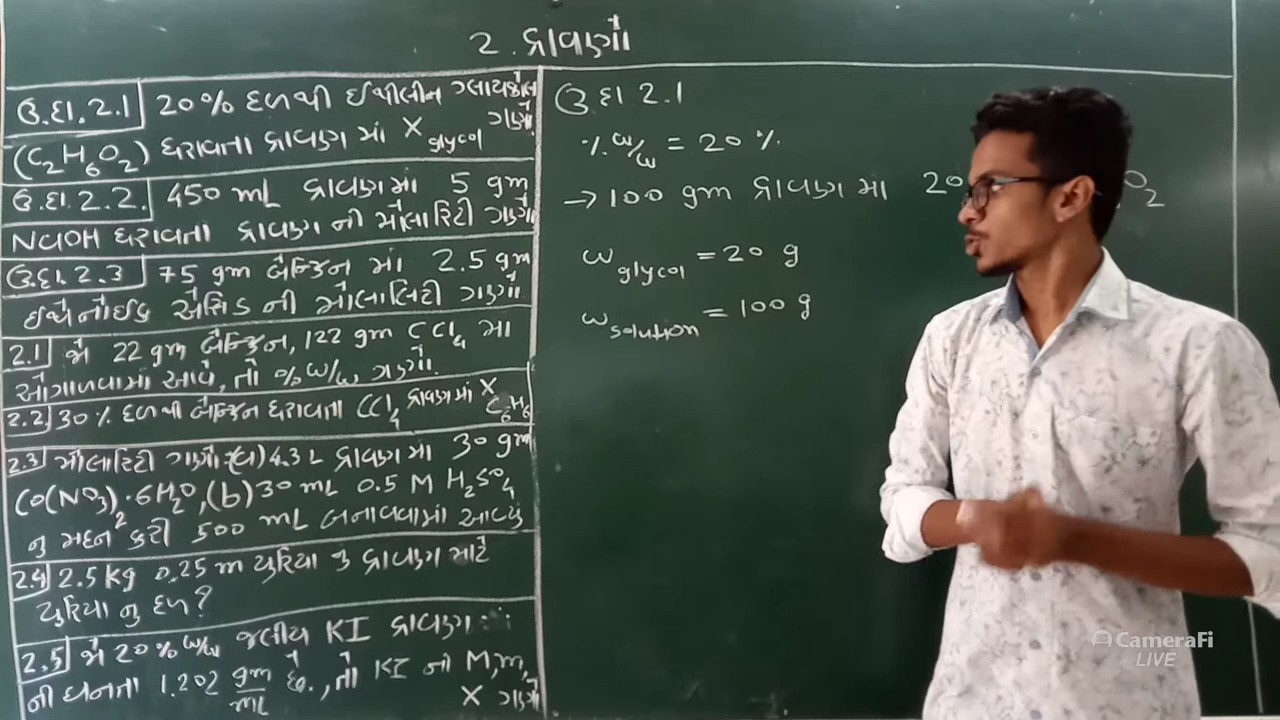 2. દ્રાવણો
ઉ.દા.2.1 20% દળથી ઈથીલીન ગ્લાયકોલ
(C₂H₆O₂) ધરાવતા દ્રાવણ માં X glycol ગણો
ઉ.દા.2.2. 450 mL દ્રાવણમાં 5 gm
NaOH ધરાવતા દ્રાવણ ની મોલારિટી ગણો
ઉ.દા.2.3 75 gm બેન્ઝિન માં 2.5 gm
ઈથેનોઈક એસિડ ની મોલાલિટી ગણો
2.1 જો 22 gm બેન્ઝિન, 122 gm CCl₄ માં
ઓગાળવામાં આવે, તો % W/W ગણો.
2.2 30% દળથી બેન્ઝિન ધરાવતા CCl₄ દ્રાવણમાં X C₆H₆
2.3 મોલારિટી ગણો (a) 4.3 L દ્રાવણ માં 30 gm
Co(NO₃)₂·6H₂O, (b) 30 mL 0.5 M H₂SO₄
નુ મંદન કરી 500 mL બનાવવામાં આવ્યુ
2.4 2.5 kg 0.25 m યુરિયા ના દ્રાવણ માટે
યુરિયા નુ દળ?
2.5 જો 20% W/W જલીય KI દ્રાવણ
ની ઘનતા 1.202 gm/mL છે, તો KI ની M, m,
X ગણો
ઉ.દા 2.1
% W/W = 20 %
→ 100 gm દ્રાવણ માં 20 O₂
W glycol = 20 g
W solution = 100 g
CameraFi
LIVE